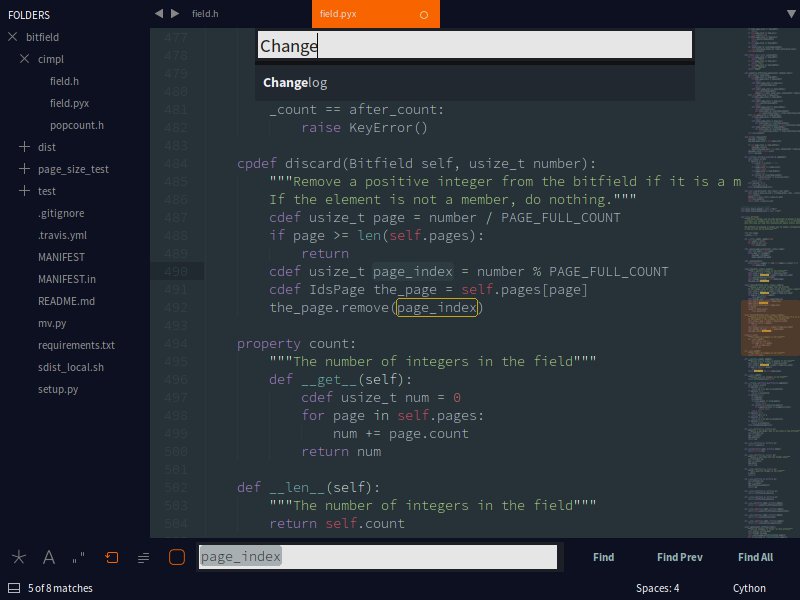 FOLDERS
field.h
field.pyx
bitfield
cimpl
field.h
field.pyx
popcount.h
dist
page_size_test
test
.gitignore
.travis.yml
MANIFEST
MANIFEST.in
README.md
mv.py
requirements.txt
sdist_local.sh
setup.py
Change
Changelog
477
478
479
480
481 _count == after_count:
482 raise KeyError()
483
484 cpdef discard(Bitfield self, usize_t number):
485 """Remove a positive integer from the bitfield if it is a m
486 If the element is not a member, do nothing."""
487 cdef usize_t page = number / PAGE_FULL_COUNT
488 if page >= len(self.pages):
489 return
490 cdef usize_t page_index = number % PAGE_FULL_COUNT
491 cdef IdsPage the_page = self.pages[page]
492 the_page.remove(page_index)
493
494 property count:
495 """The number of integers in the field"""
496 def __get__(self):
497 cdef usize_t num = 0
498 for page in self.pages:
499 num += page.count
500 return num
501
502 def __len__(self):
503 """The number of integers in the field"""
504 return self.count
page_index
Find
Find Prev
Find All
5 of 8 matches
Spaces: 4
Cython